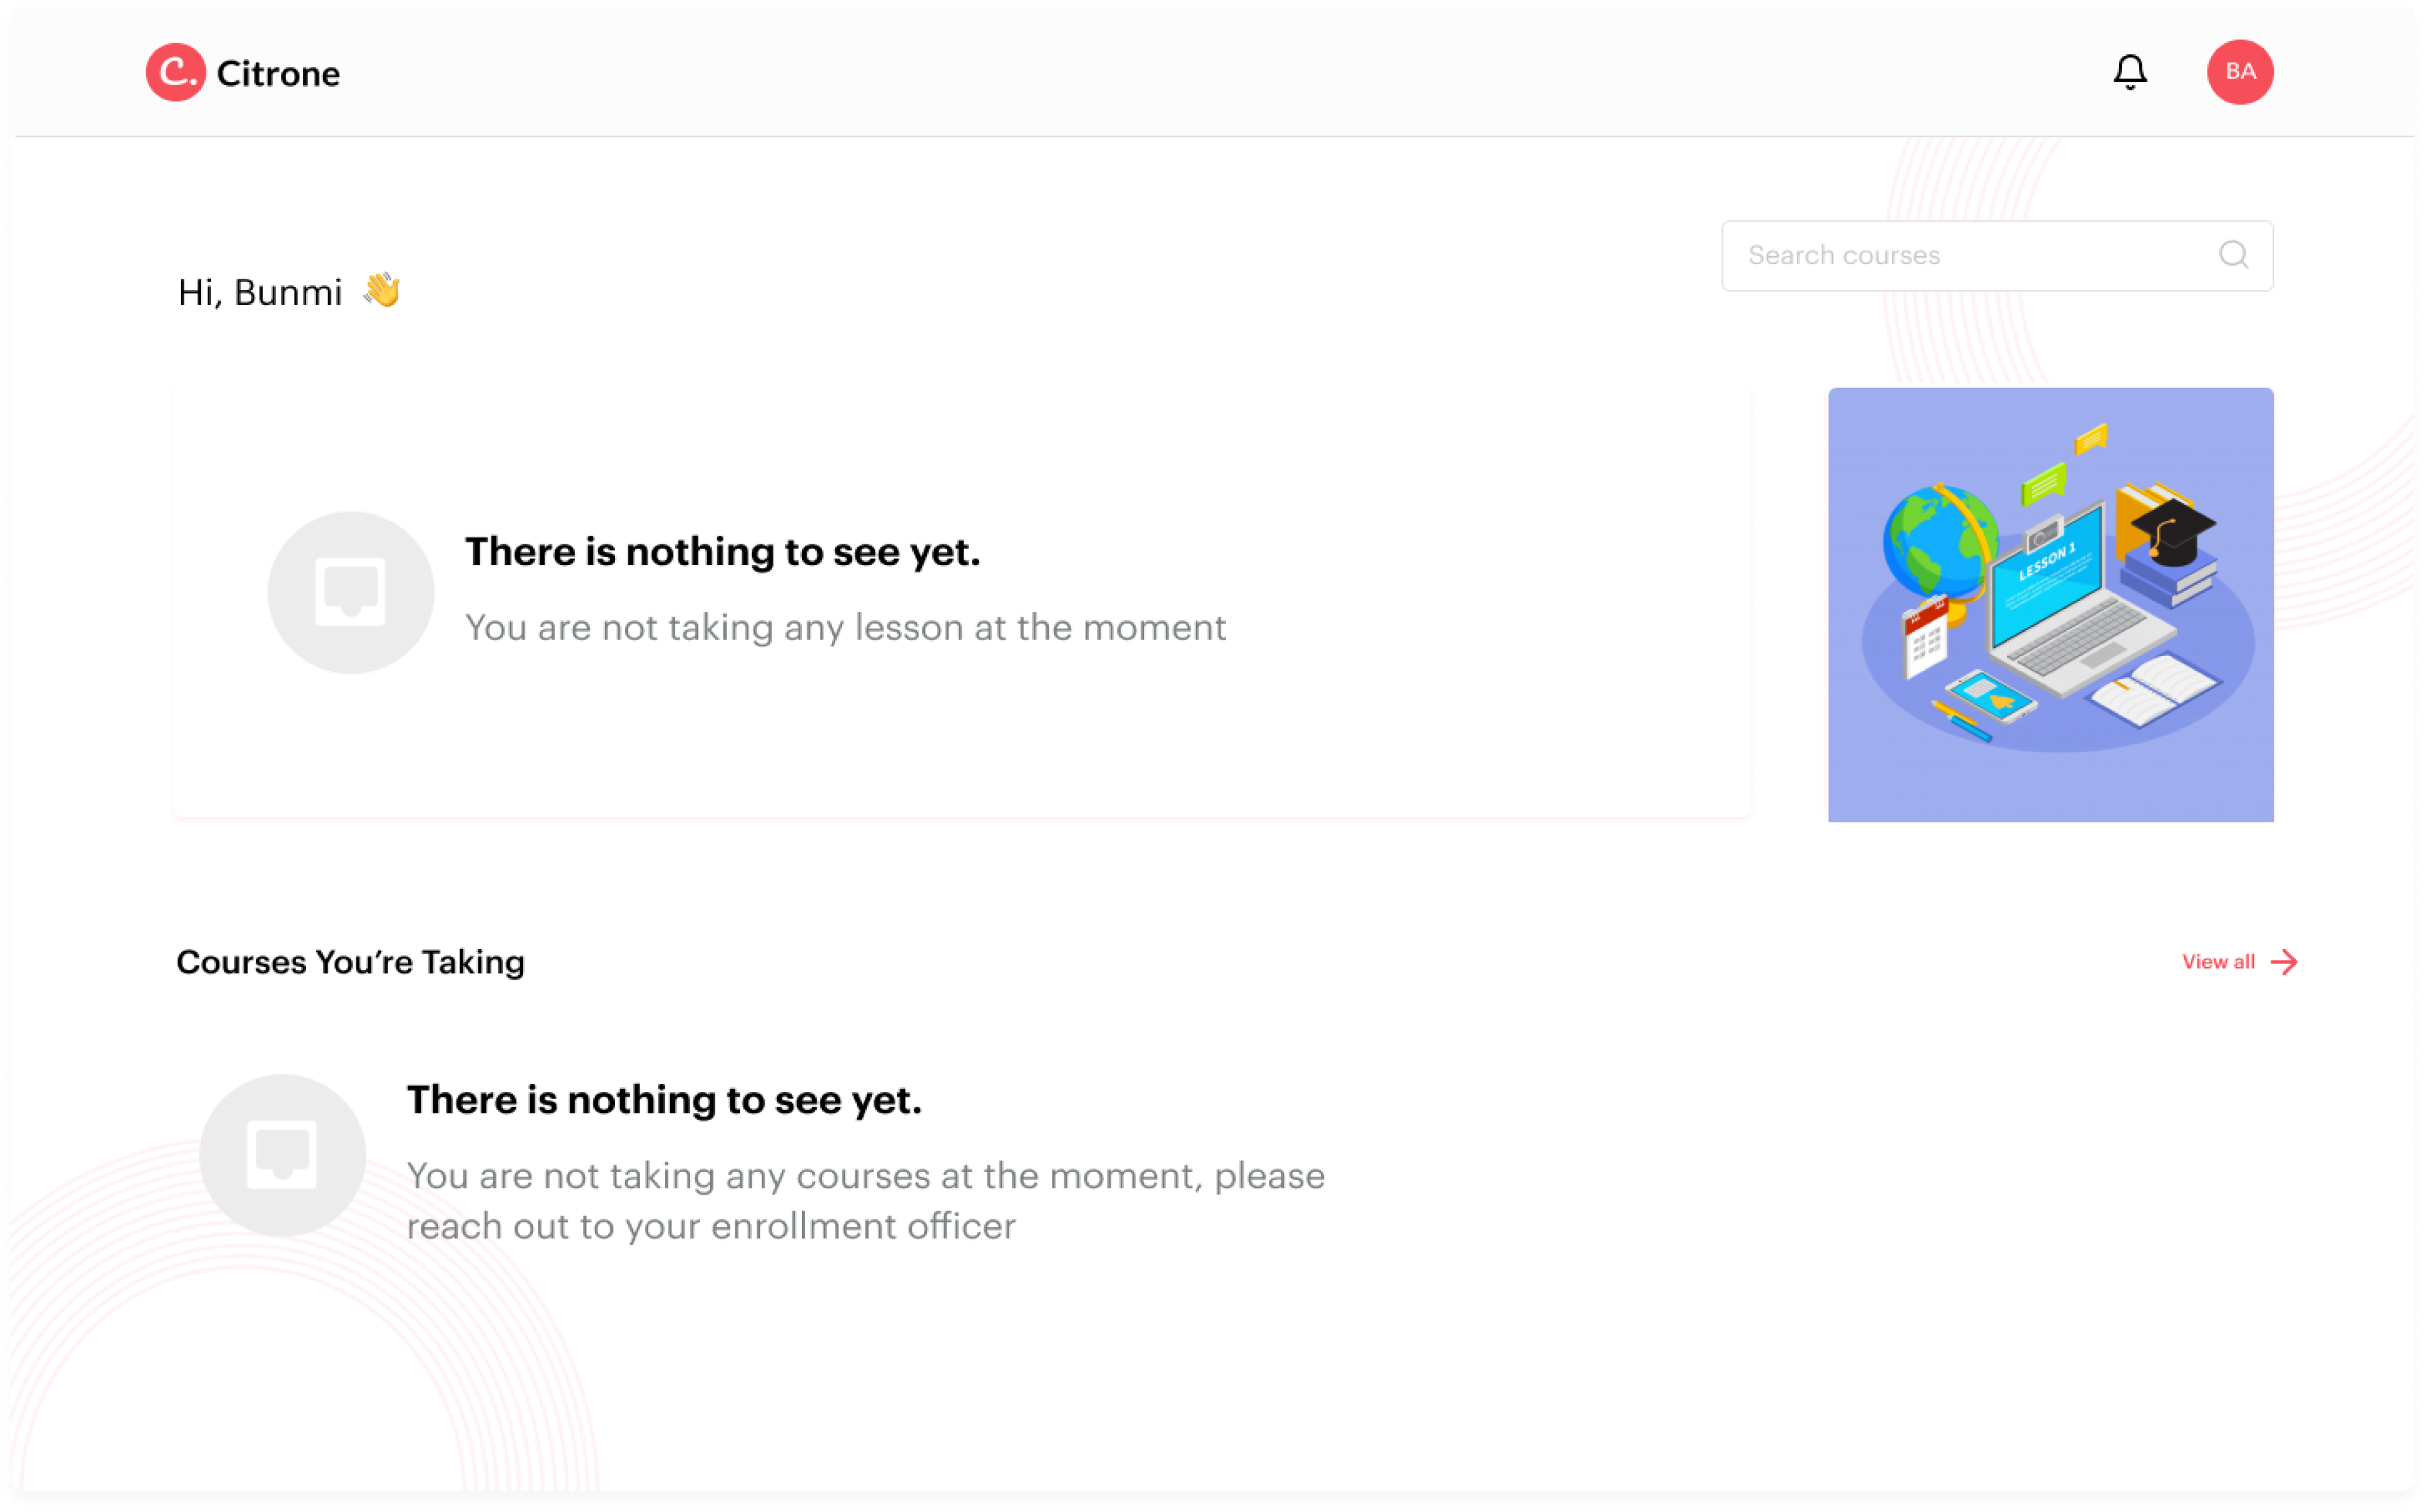 C. Citrone
BA
Search courses
Hi, Bunmi 👋
There is nothing to see yet.
You are not taking any lesson at the moment
LESSON 1
Courses You’re Taking
View all
There is nothing to see yet.
You are not taking any courses at the moment, please
reach out to your enrollment officer